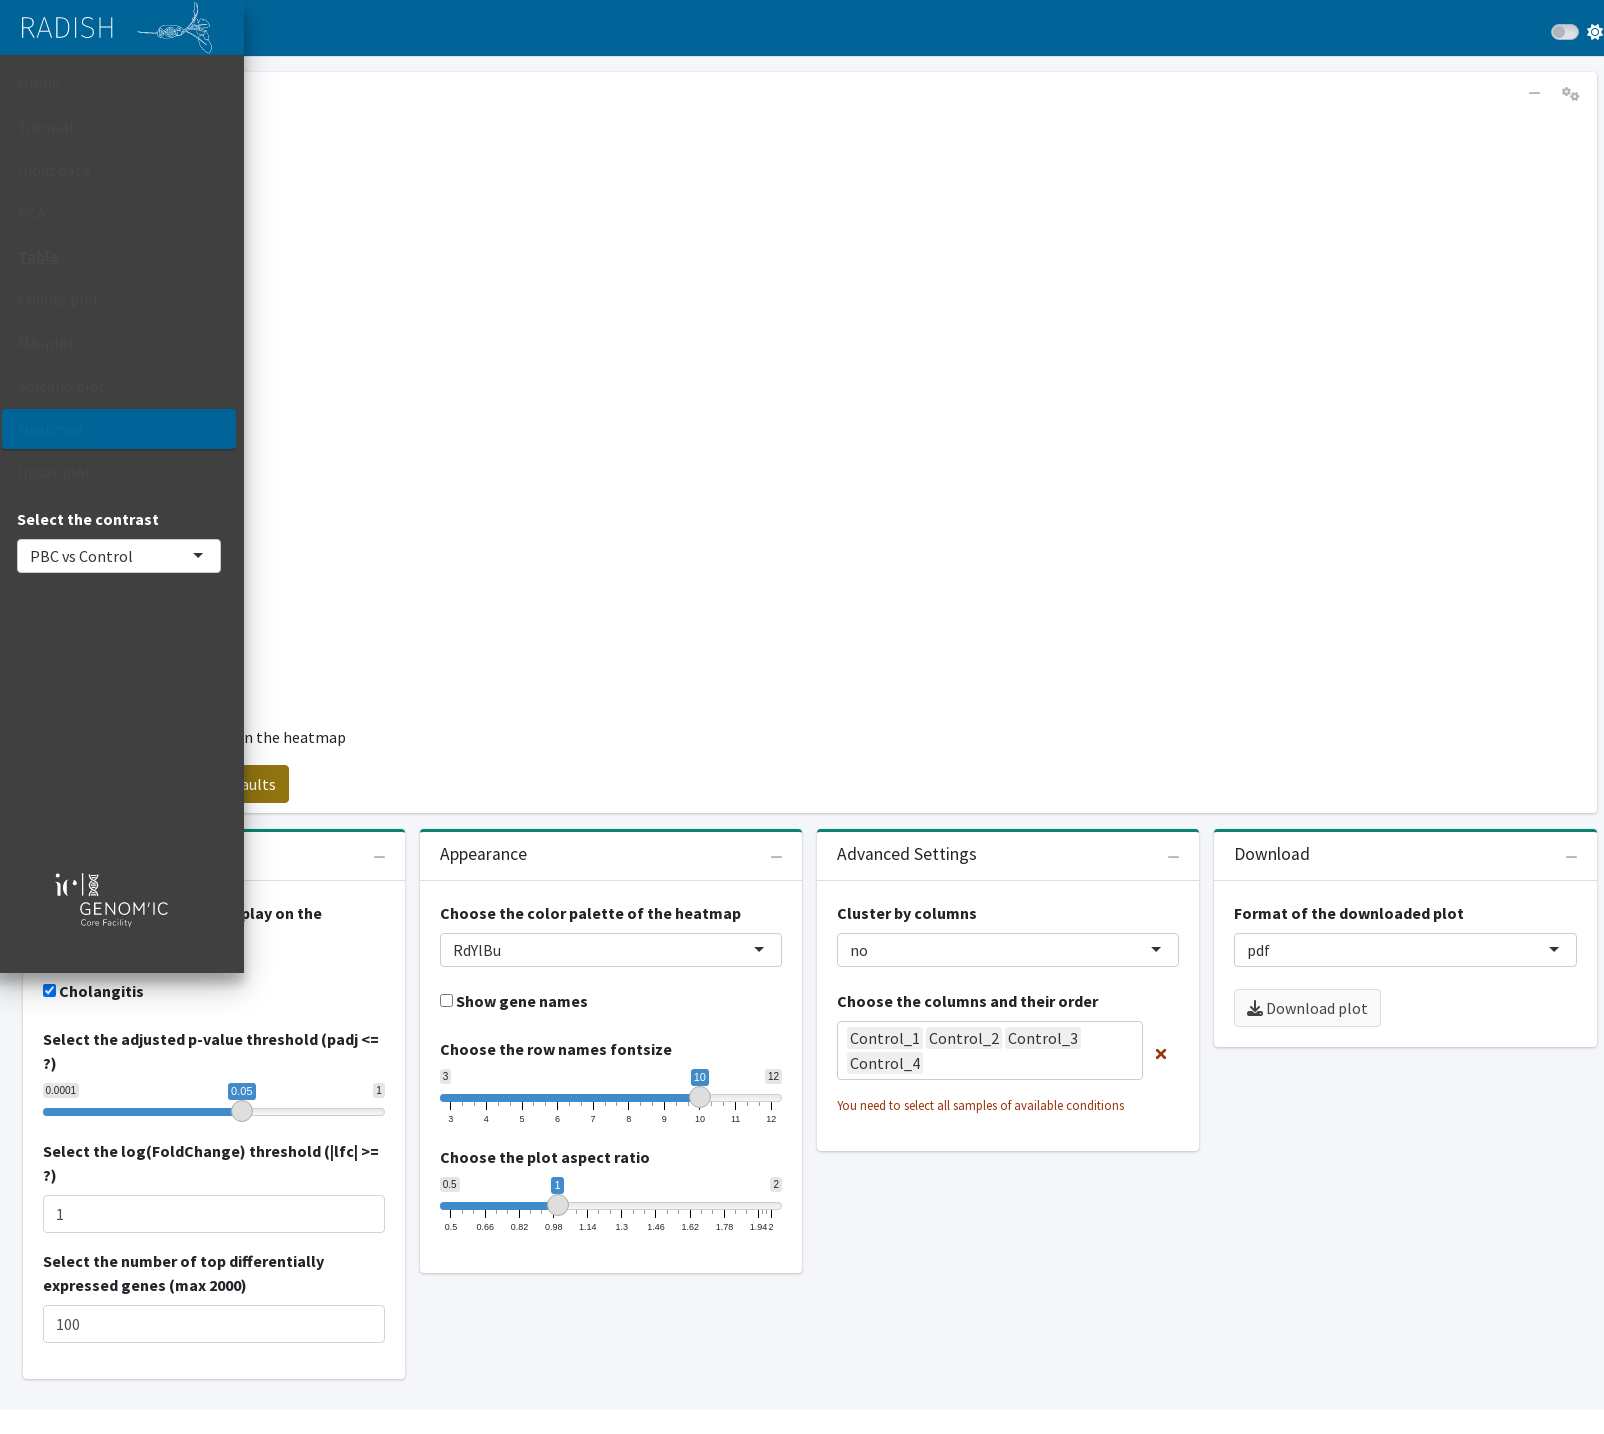 RADISH
Home
Tutorial
Input data
PCA
Table
Counts plot
MA-plot
Volcano plot
Heatmap
Upset plot
Select the contrast
PBC vs Control
n the heatmap
aults
ic
GENOM'IC
Core Facility
play on the
Cholangitis
Select the adjusted p-value threshold (padj <=
?)
0.0001 0.05 1
Select the log(FoldChange) threshold (|lfc| >=
?)
1
Select the number of top differentially
expressed genes (max 2000)
100
Appearance
Choose the color palette of the heatmap
RdYlBu
Show gene names
Choose the row names fontsize
3 10 12
3 4 5 6 7 8 9 10 11 12
Choose the plot aspect ratio
0.5 1 2
0.5 0.66 0.82 0.98 1.14 1.3 1.46 1.62 1.78 1.94 2
Advanced Settings
Cluster by columns
no
Choose the columns and their order
Control_1 Control_2 Control_3
Control_4
You need to select all samples of available conditions
Download
Format of the downloaded plot
pdf
Download plot